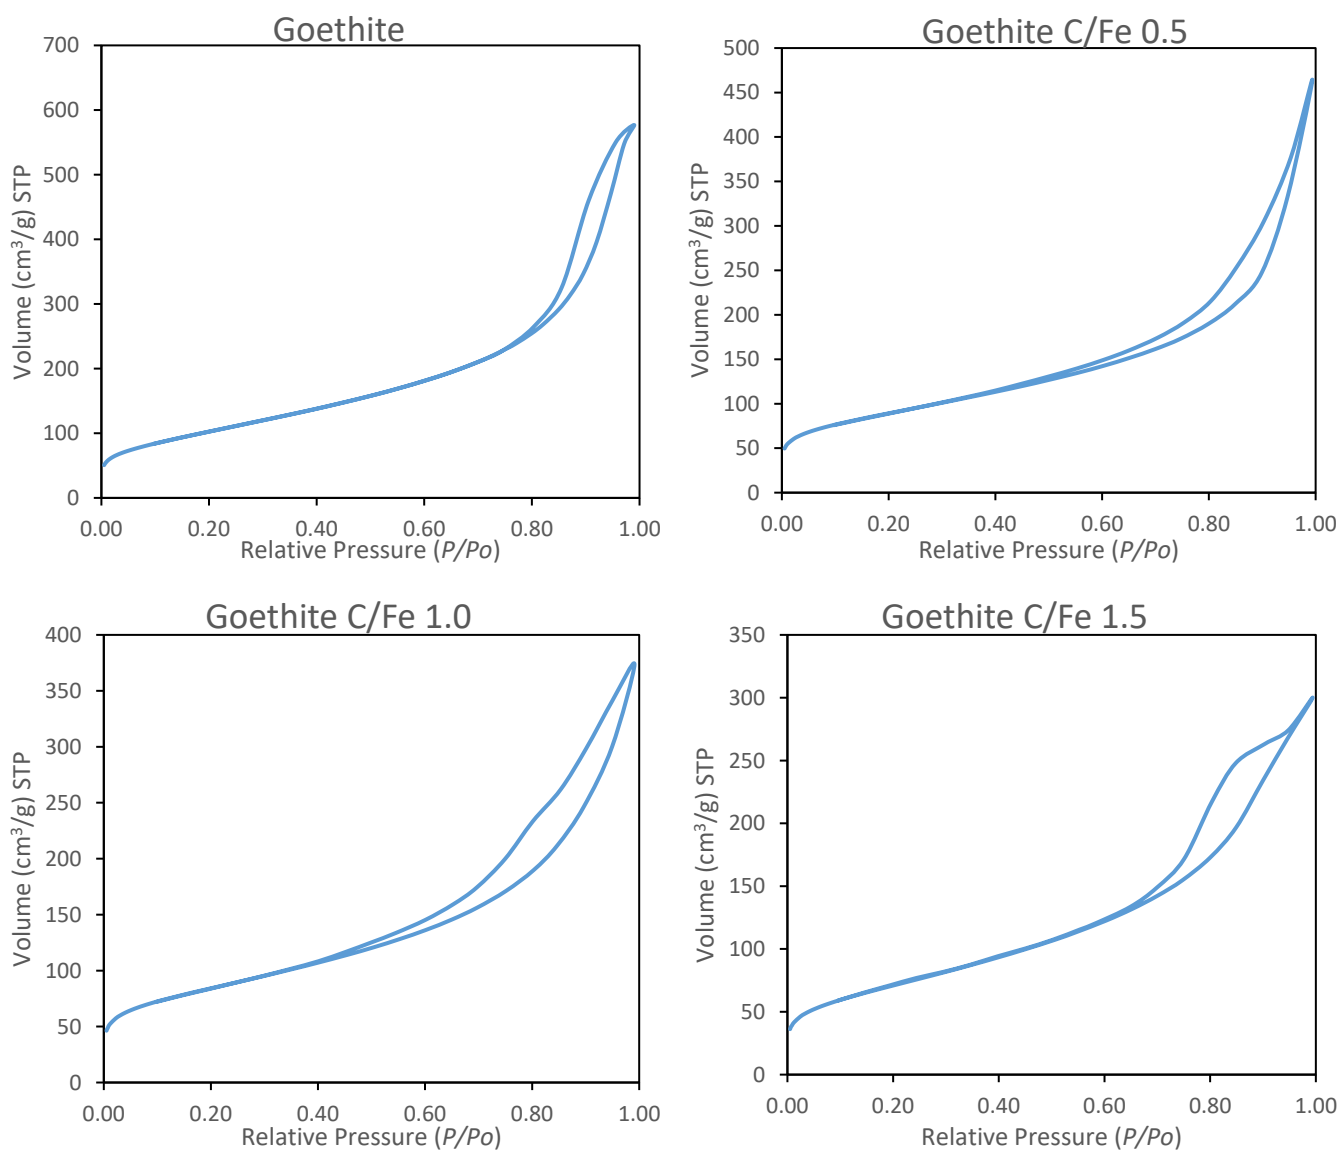 Goethite
700
600
500
400
300
200
100
0
Volume (cm³/g) STP
0.00 0.20 0.40 0.60 0.80 1.00
Relative Pressure (P/Po)
Goethite C/Fe 0.5
500
450
400
350
300
250
200
150
100
50
0
Volume (cm³/g) STP
0.00 0.20 0.40 0.60 0.80 1.00
Relative Pressure (P/Po)
Goethite C/Fe 1.0
400
350
300
250
200
150
100
50
0
Volume (cm³/g) STP
0.00 0.20 0.40 0.60 0.80 1.00
Relative Pressure (P/Po)
Goethite C/Fe 1.5
350
300
250
200
150
100
50
0
Volume (cm³/g) STP
0.00 0.20 0.40 0.60 0.80 1.00
Relative Pressure (P/Po)